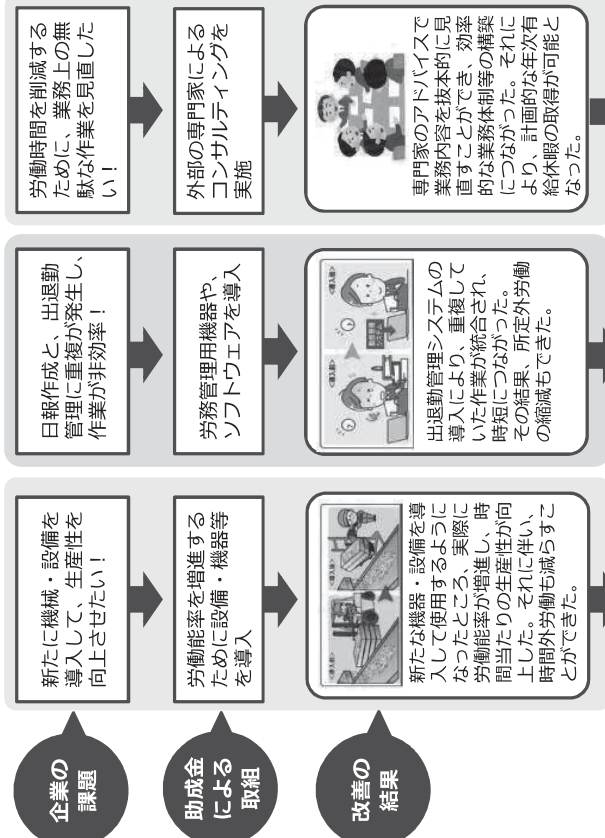 企業の
課題
新たに機械・設備を
導入して、生産性を
向上させたい！
日報作成と、出退勤
管理に重複が発生し、
作業が非効率！
労働時間を削減する
ために、業務上の無
駄な作業を見直した
い！
助成金
による
取組
労働能率を増進する
ために設備・機器等
を導入
労務管理用機器や、
ソフトウェアを導入
外部の専門家による
コンサルティングを
実施
改善の
結果
<導入前>
<導入後>
新たな機器・設備を導
入して使用するように
なったところ、実際に
労働能率が増進し、時
間当たりの生産性が向
上した。それに伴い、
時間外労働も減らすこ
とができた。
<導入前>
<導入後>
出退勤管理システムの
導入により、重複して
いた作業が統合され、
時短につながった。
その結果、所定外労働
の縮減もできた。
専門家のアドバイスで
業務内容を抜本的に見
直すことができ、効率
的な業務体制等の構築
につながった。それに
より、計画的な年次有
給休暇の取得が可能と
なった。